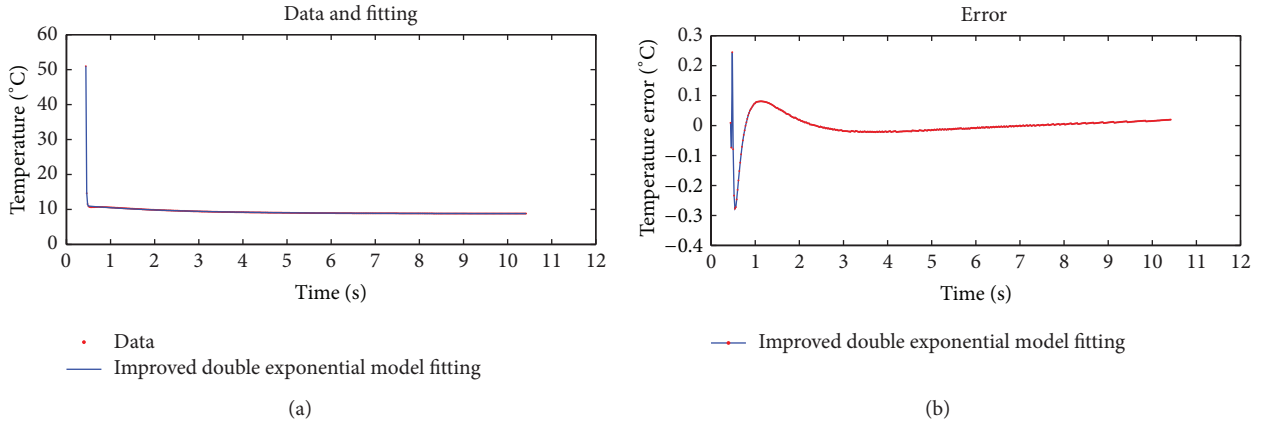 Data and fitting
60
50
40
30
20
10
0
Temperature (°C)
0 1 2 3 4 5 6 7 8 9 10 11 12
Time (s)
Data
Improved double exponential model fitting
(a)
Error
0.3
0.2
0.1
0
−0.1
−0.2
−0.3
−0.4
Temperature error (°C)
0 1 2 3 4 5 6 7 8 9 10 11 12
Time (s)
Improved double exponential model fitting
(b)